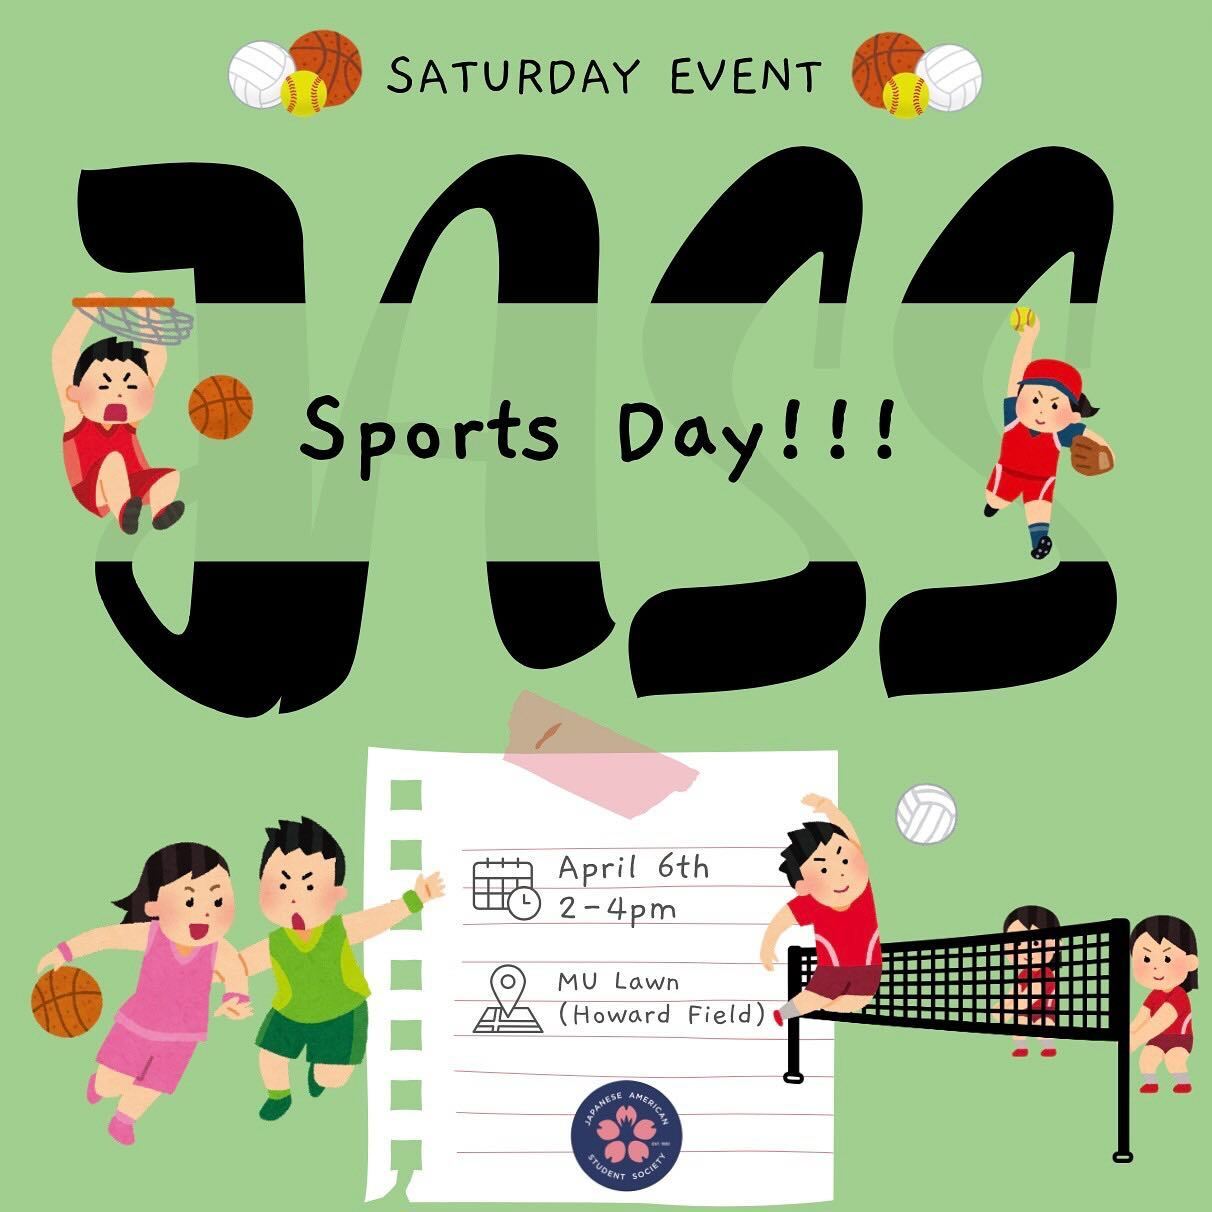 SATURDAY EVENT
JASS
Sports Day!!!
April 6th
2-4pm
MU Lawn
(Howard Field)
JAPANESE AMERICAN
STUDENT SOCIETY